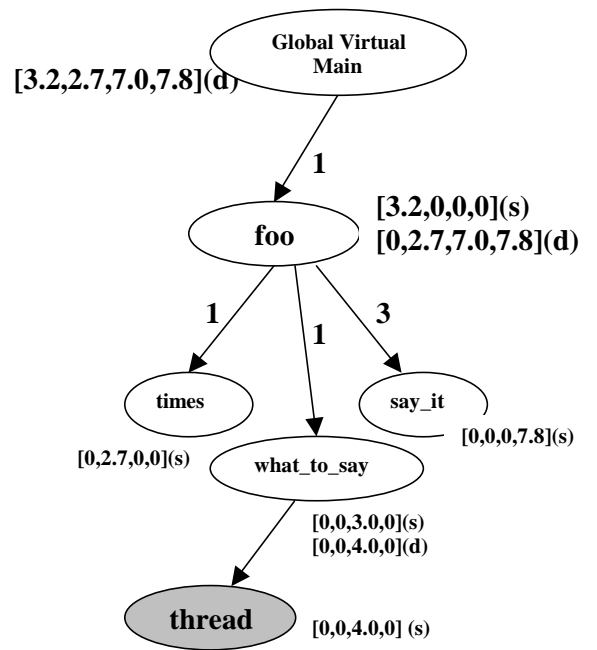 Global Virtual
Main
[3.2,2.7,7.0,7.8](d)
1
[3.2,0,0,0](s)
foo
[0,2.7,7.0,7.8](d)
1
1
3
times
say_it
[0,0,0,7.8](s)
[0,2.7,0,0](s)
what_to_say
[0,0,3.0,0](s)
[0,0,4.0,0](d)
thread
[0,0,4.0,0] (s)